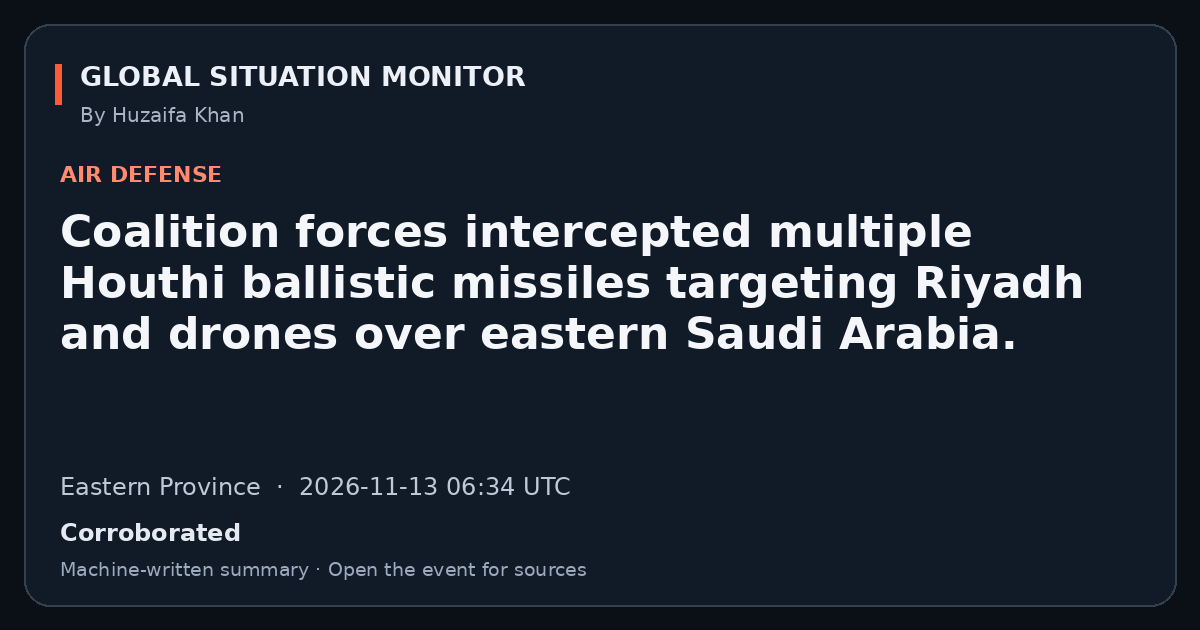 GLOBAL SITUATION MONITOR
By Huzaifa Khan
AIR DEFENSE
Coalition forces intercepted multiple
Houthi ballistic missiles targeting Riyadh
and drones over eastern Saudi Arabia.
Eastern Province · 2026-11-13 06:34 UTC
Corroborated
Machine-written summary · Open the event for sources